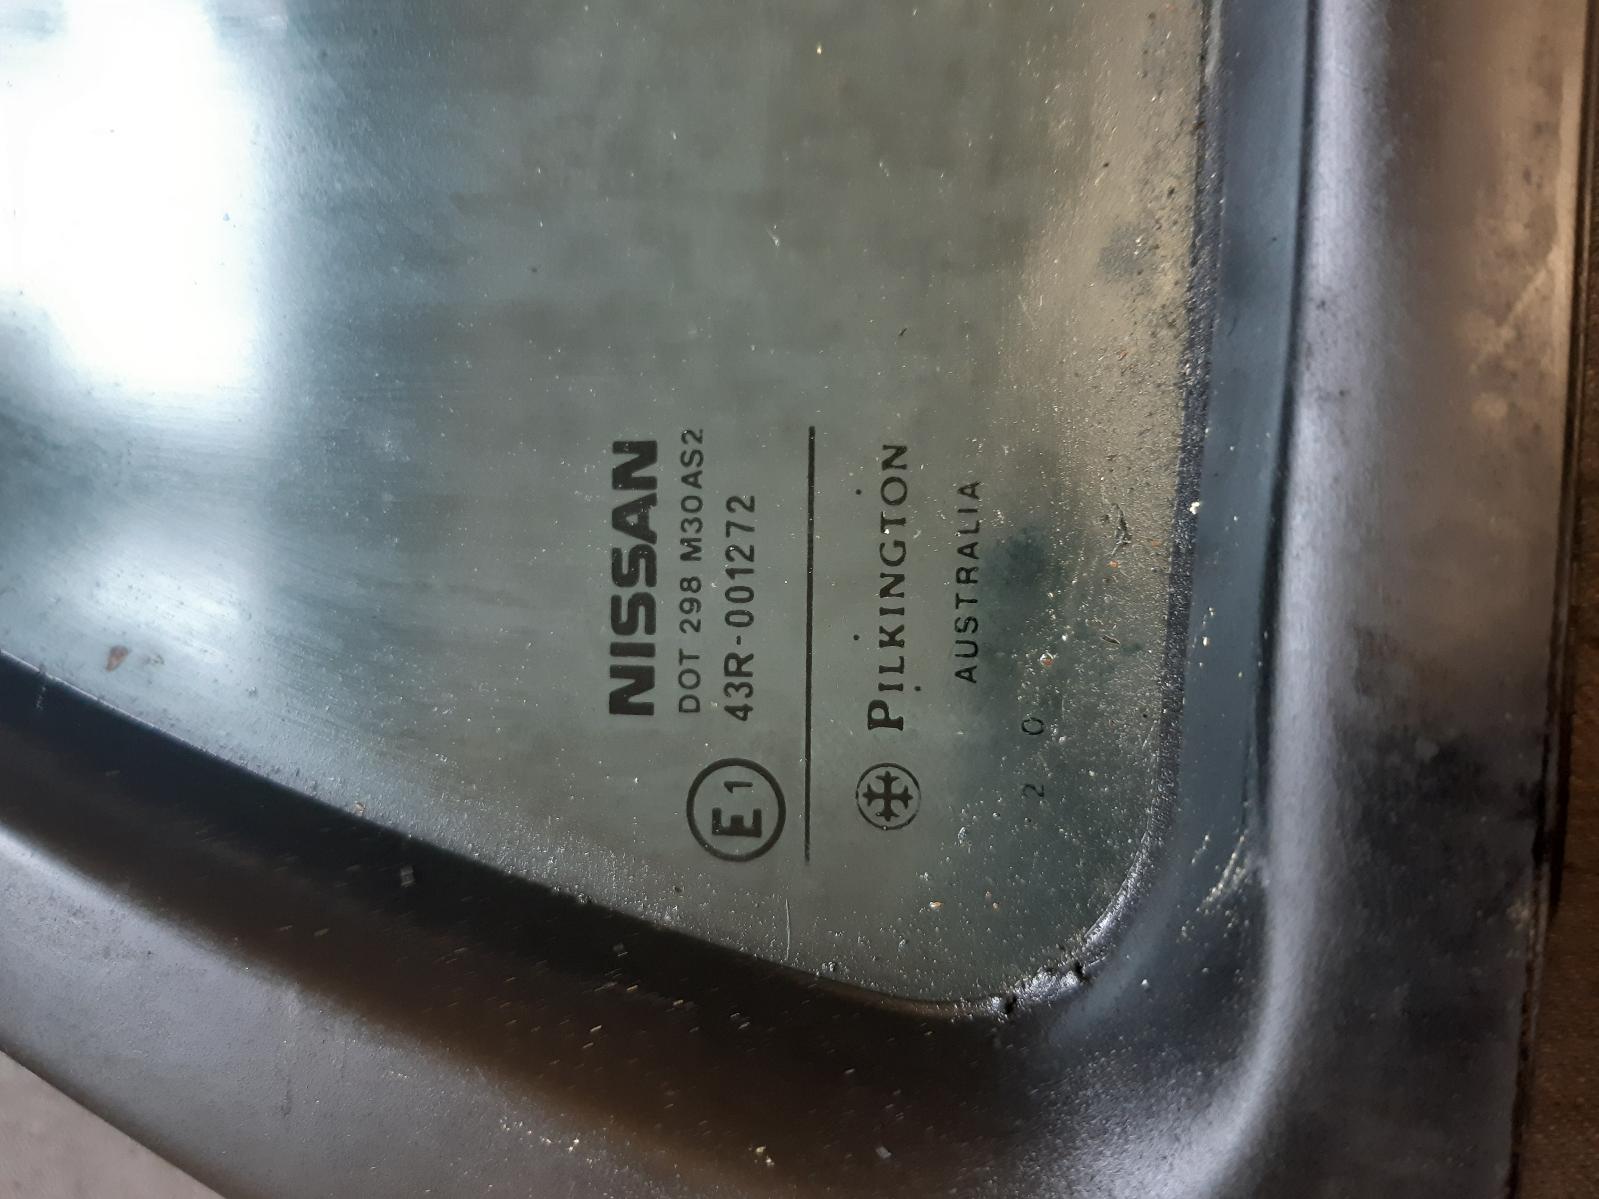 NISSAN
DOT 298 M30AS2
E1 43R-001272
PILKINGTON
AUSTRALIA
2 0